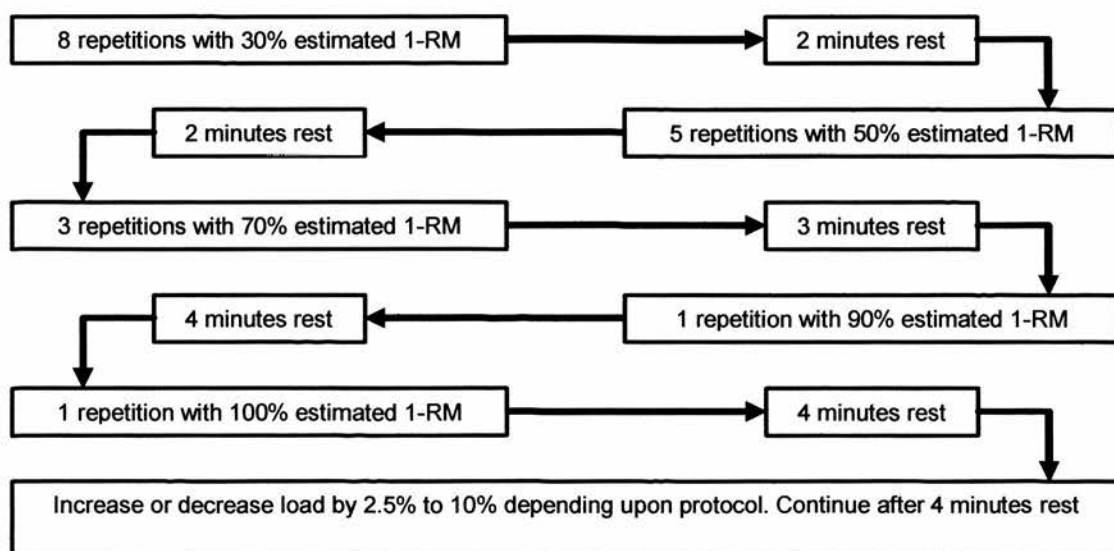 8 repetitions with 30% estimated 1-RM
2 minutes rest
5 repetitions with 50% estimated 1-RM
2 minutes rest
3 repetitions with 70% estimated 1-RM
3 minutes rest
1 repetition with 90% estimated 1-RM
4 minutes rest
1 repetition with 100% estimated 1-RM
4 minutes rest
Increase or decrease load by 2.5% to 10% depending upon protocol. Continue after 4 minutes rest